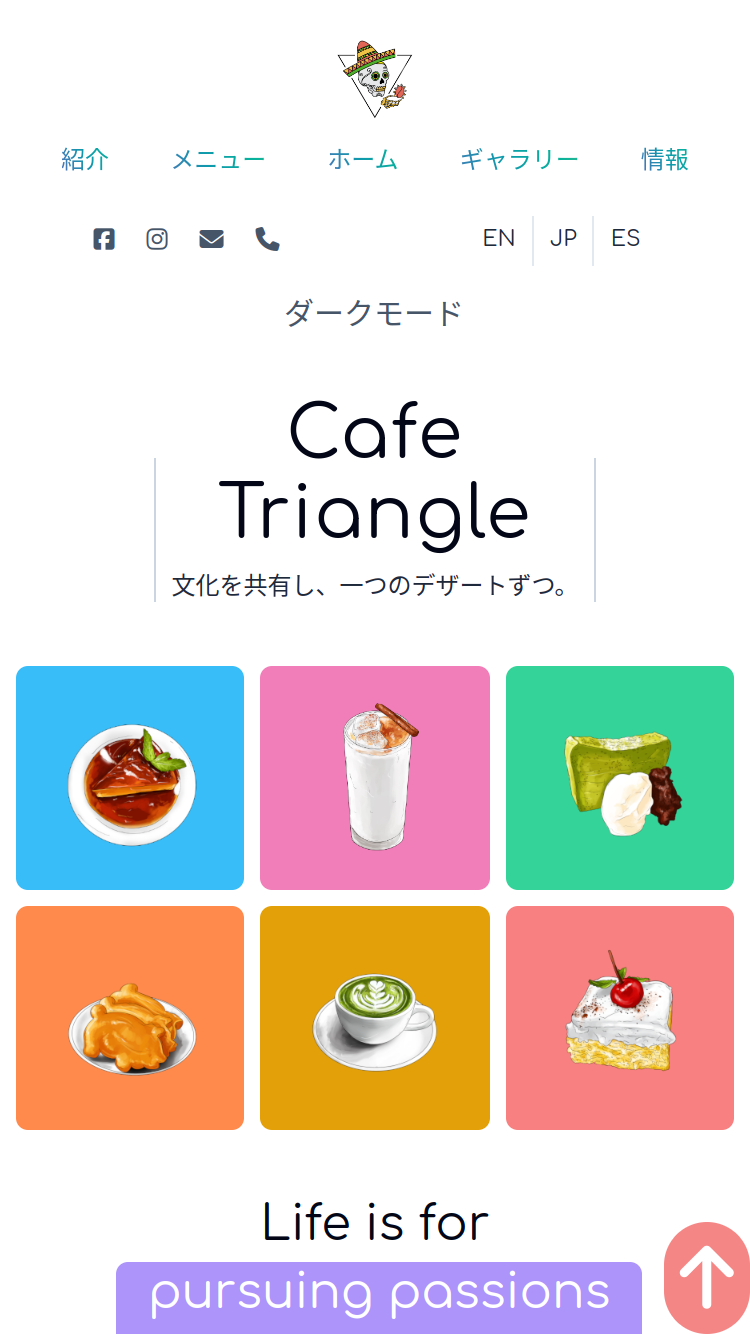 紹介 メニュー ホーム ギャラリー 情報
EN JP ES
ダークモード
Cafe
Triangle
文化を共有し、一つのデザートずつ。
Life is for
pursuing passions